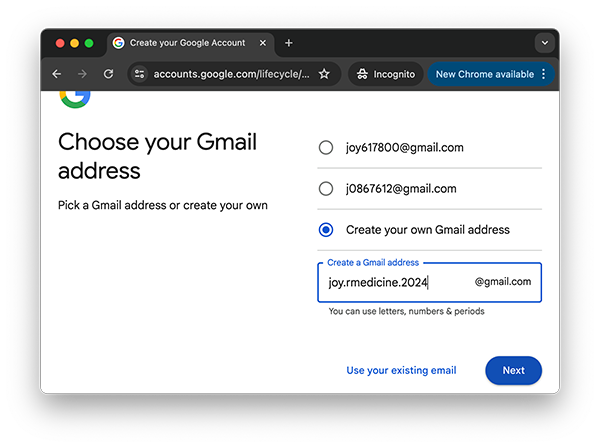 Create your Google Account
accounts.google.com/lifecycle/...
Incognito
New Chrome available
Choose your Gmail
address
Pick a Gmail address or create your own
joy617800@gmail.com
j0867612@gmail.com
Create your own Gmail address
Create a Gmail address
joy.rmedicine.2024 @gmail.com
You can use letters, numbers & periods
Use your existing email
Next